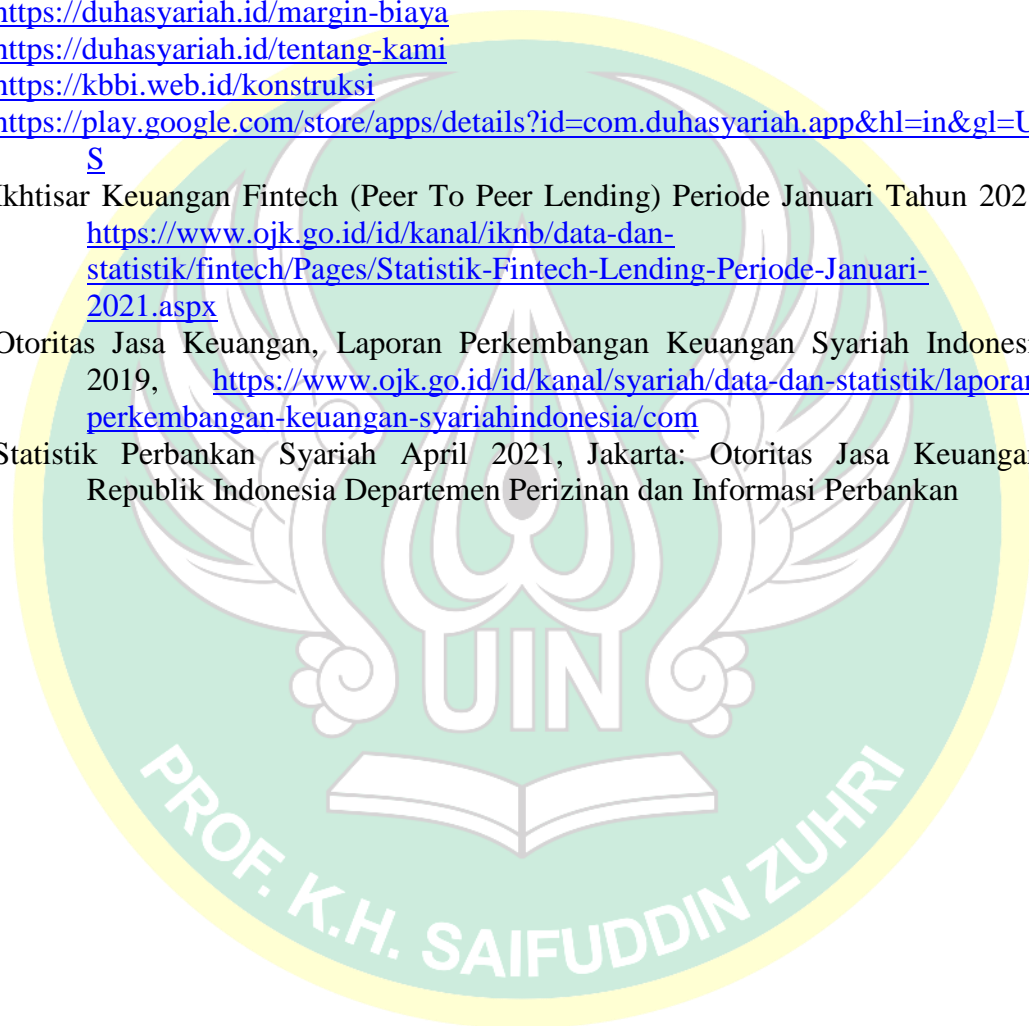 https://duhasyariah.id/margin-biaya
https://duhasyariah.id/tentang-kami
https://kbbi.web.id/konstruksi
https://play.google.com/store/apps/details?id=com.duhasyariah.app&hl=in&gl=U
S
Ikhtisar Keuangan Fintech (Peer To Peer Lending) Periode Januari Tahun 202
https://www.ojk.go.id/id/kanal/iknb/data-dan-
statistik/fintech/Pages/Statistik-Fintech-Lending-Periode-Januari-
2021.aspx
Otoritas Jasa Keuangan, Laporan Perkembangan Keuangan Syariah Indonesi
2019, https://www.ojk.go.id/id/kanal/syariah/data-dan-statistik/laporan
perkembangan-keuangan-syariahindonesia/com
Statistik Perbankan Syariah April 2021, Jakarta: Otoritas Jasa Keuangan
Republik Indonesia Departemen Perizinan dan Informasi Perbankan
UIN
PROF. K.H. SAIFUDDIN ZUHRI